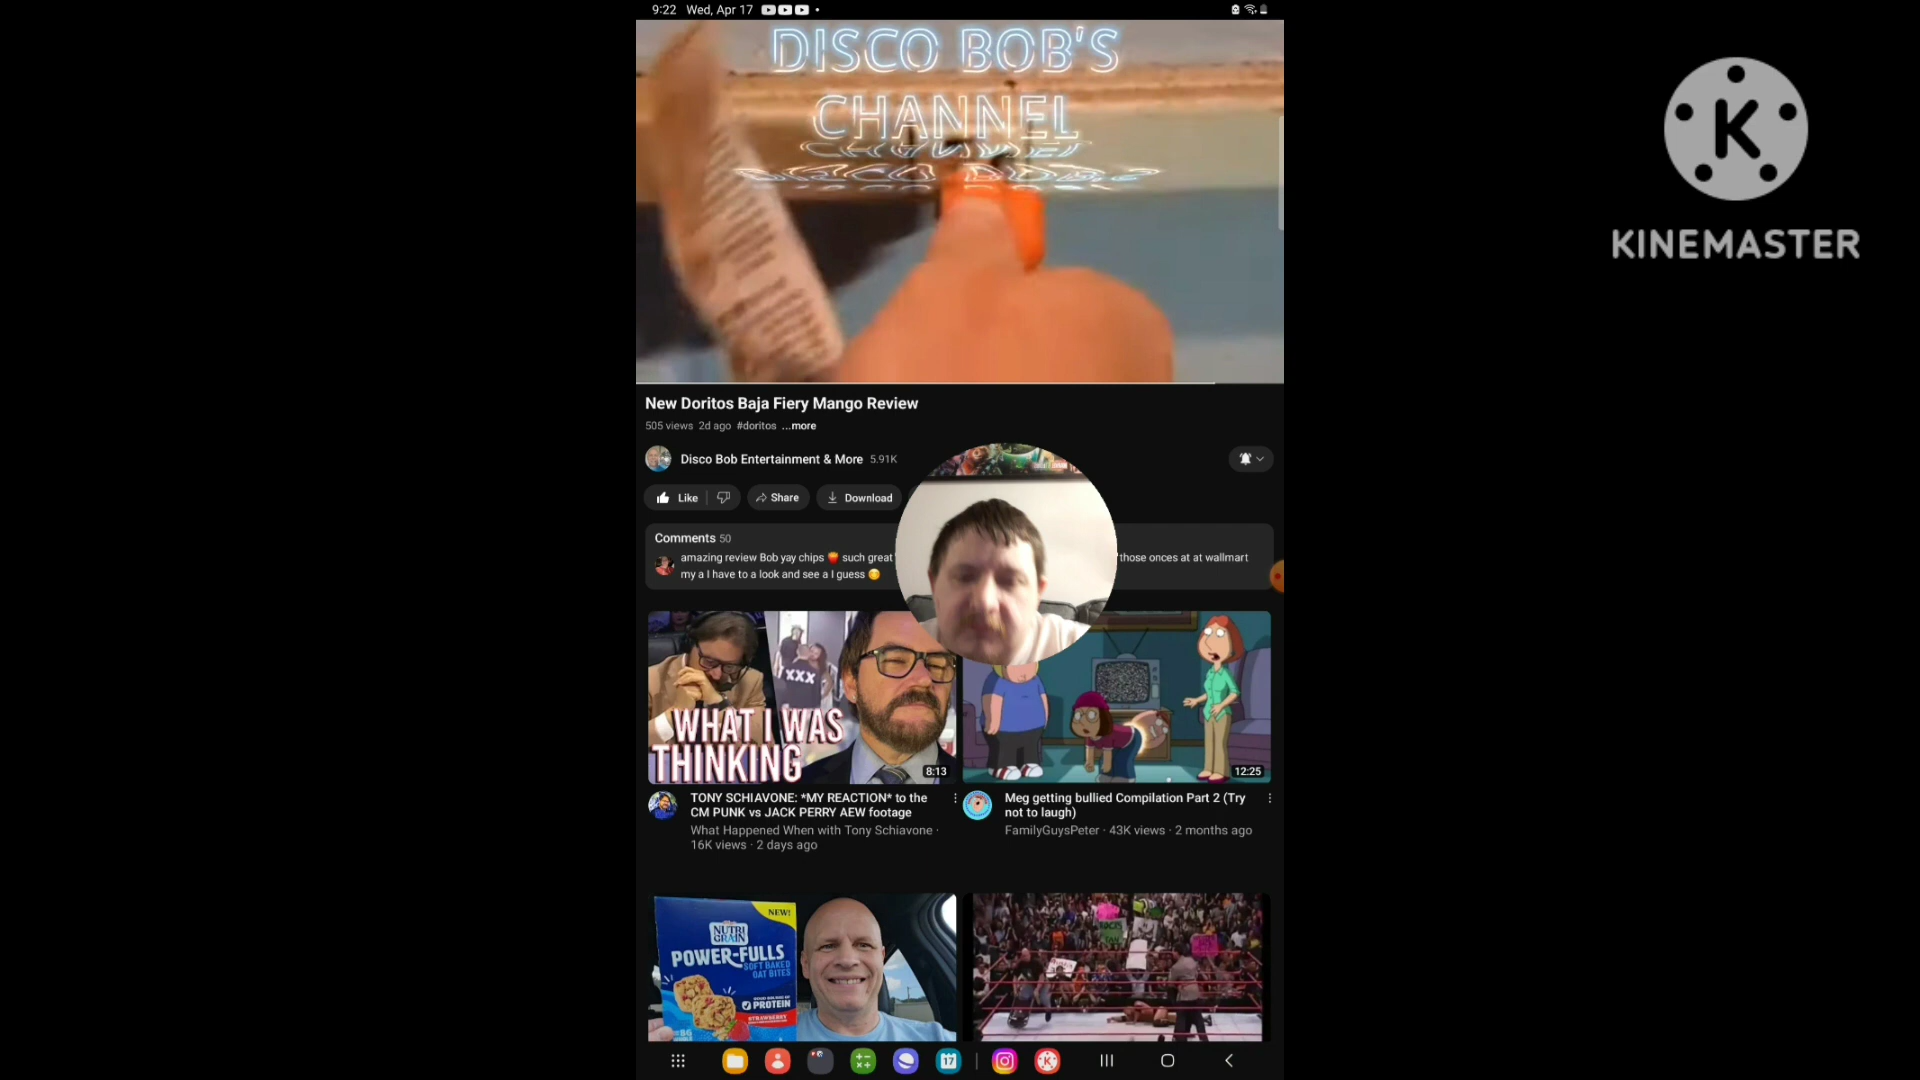 9:22 Wed, Apr 17
DISCO BOB'S
CHANNEL
KINEMASTER
New Doritos Baja Fiery Mango Review
505 views 2d ago #doritos ...more
Disco Bob Entertainment & More 5.91K
Like Share Download
Comments 50
amazing review Bob yay chips 🍟 such great those onces at at wallmart
my a I have to a look and see a I guess 😋
XXX
WHAT I WAS
THINKING
8:13
12:25
TONY SCHIAVONE: *MY REACTION* to the
CM PUNK vs JACK PERRY AEW footage
What Happened When with Tony Schiavone ·
16K views · 2 days ago
Meg getting bullied Compilation Part 2 (Try
not to laugh)
FamilyGuysPeter · 43K views · 2 months ago
NEW!
NUTRI
GRAIN
POWER-FULLS
SOFT BAKED
OAT BITES
PROTEIN
STRAWBERRY
17